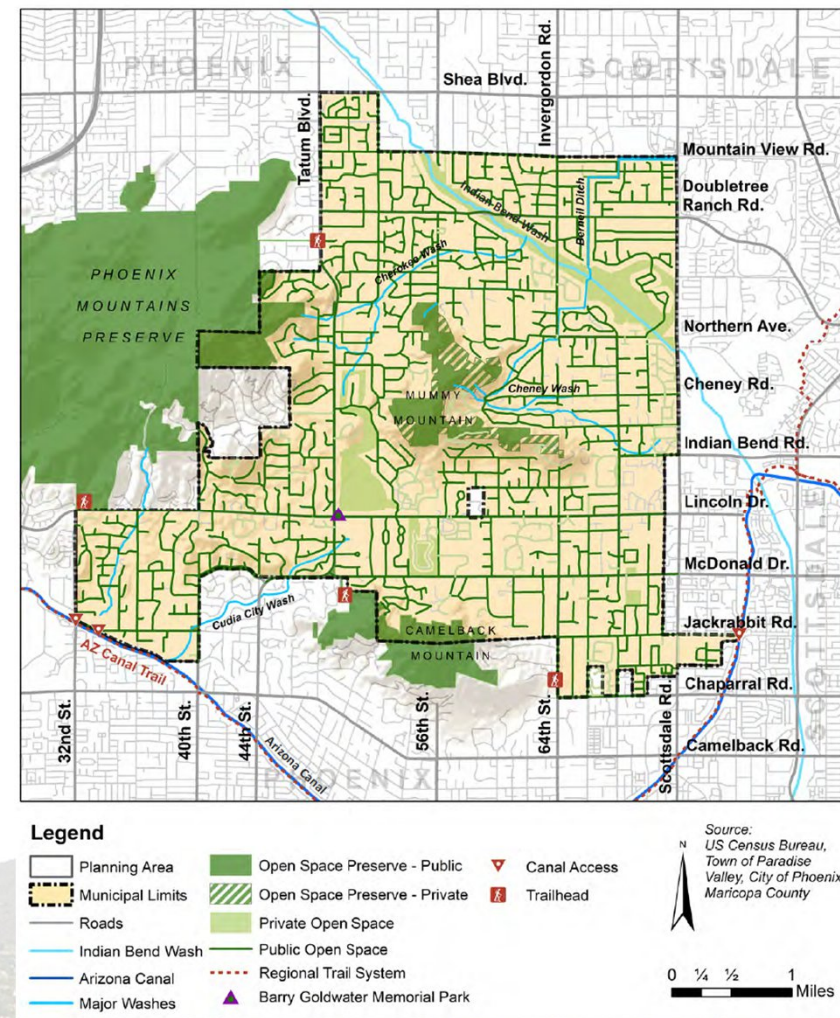 PHOENIX
SCOTTSDALE
Shea Blvd.
Tatum Blvd.
Invergordon Rd.
Mountain View Rd.
Doubletree
Ranch Rd.
Indian Bend Wash
Berneil Ditch
Cherokee Wash
PHOENIX
MOUNTAINS
PRESERVE
Northern Ave.
Cheney Rd.
Cheney Wash
MUMMY
MOUNTAIN
Indian Bend Rd.
Lincoln Dr.
McDonald Dr.
Cudia City Wash
Jackrabbit Rd.
CAMELBACK
MOUNTAIN
AZ Canal Trail
Chaparral Rd.
32nd St.
40th St.
44th St.
56th St.
64th St.
Scottsdale Rd.
Camelback Rd.
Arizona Canal
PHOENIX
SCOTTSDALE
Legend
Planning Area
Municipal Limits
Roads
Indian Bend Wash
Arizona Canal
Major Washes
Open Space Preserve - Public
Open Space Preserve - Private
Private Open Space
Public Open Space
Regional Trail System
Barry Goldwater Memorial Park
Canal Access
Trailhead
N
Source:
US Census Bureau,
Town of Paradise
Valley, City of Phoenix,
Maricopa County
0 ¼ ½ 1
Miles